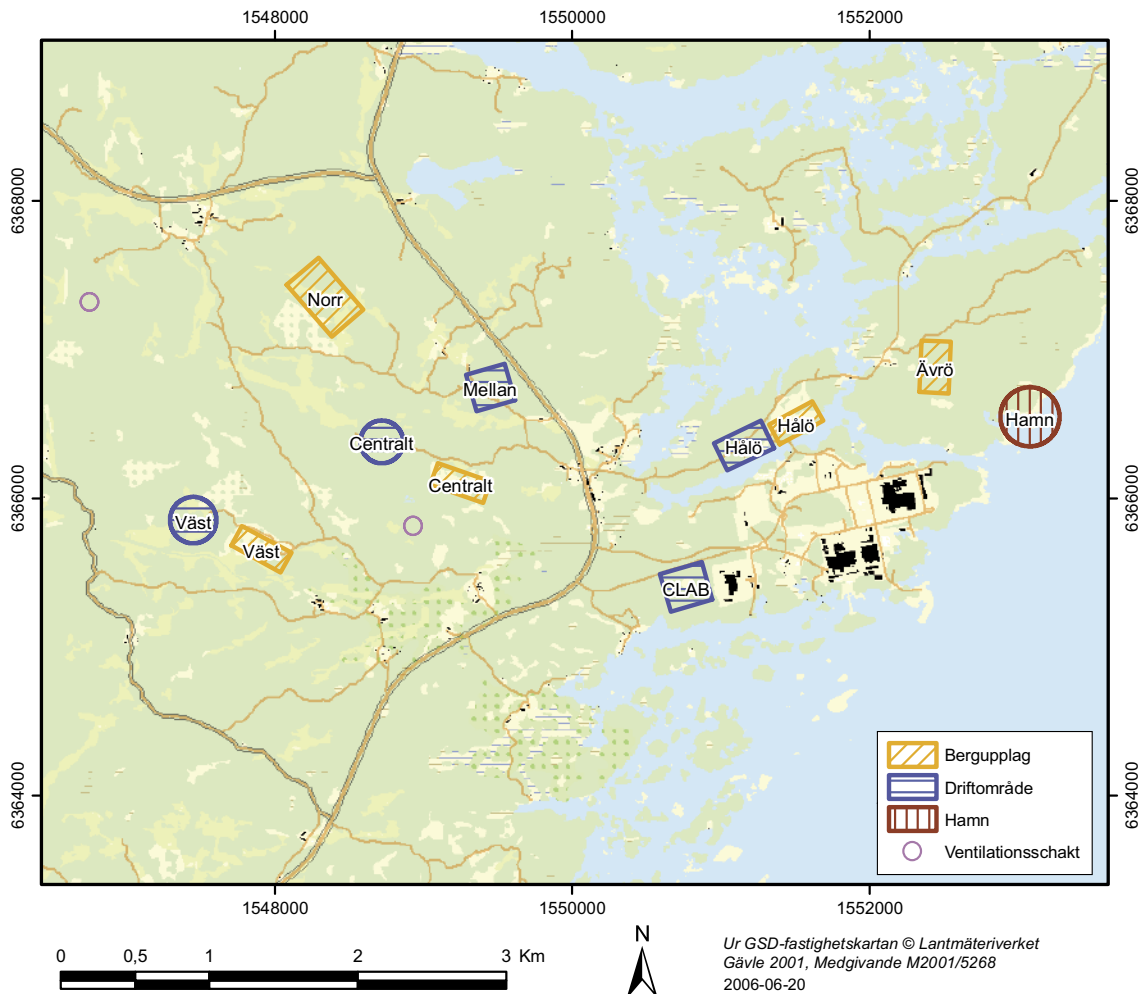 1548000 1550000 1552000
6368000 6368000
Norr
Mellan
Ävrö
Hamn
Hålö
Hålö
Centralt
Centralt
6366000 6366000
Väst
Väst
CLAB
Bergupplag
Driftområde
Hamn
Ventilationsschakt
6364000 6364000
1548000 1550000 1552000
0 0,5 1 2 3 Km
N
Ur GSD-fastighetskartan © Lantmäteriverket
Gävle 2001, Medgivande M2001/5268
2006-06-20